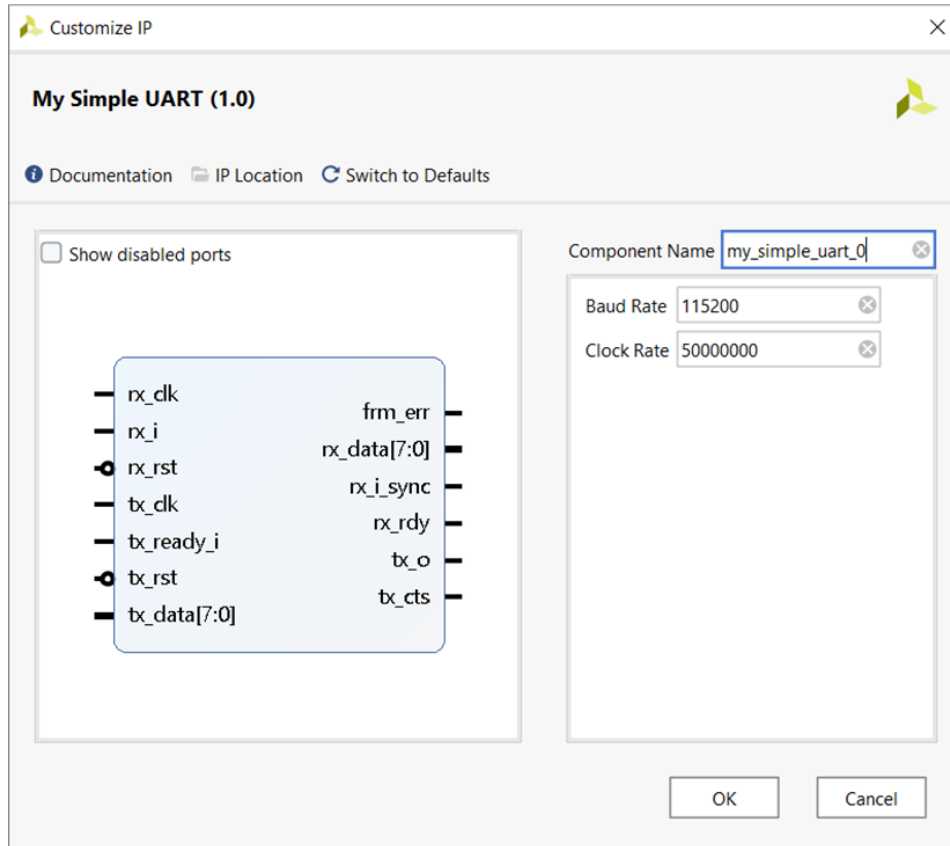 Customize IP
My Simple UART (1.0)
Documentation IP Location Switch to Defaults
Show disabled ports
rx_clk
rx_i
rx_rst
tx_clk
tx_ready_i
tx_rst
tx_data[7:0]
frm_err
rx_data[7:0]
rx_i_sync
rx_rdy
tx_o
tx_cts
Component Name my_simple_uart_0
Baud Rate 115200
Clock Rate 50000000
OK Cancel